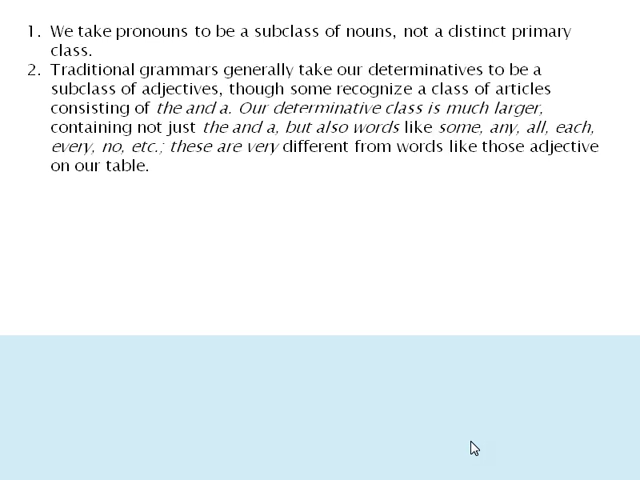 1. We take pronouns to be a subclass of nouns, not a distinct primary
class.
2. Traditional grammars generally take our determinatives to be a
subclass of adjectives, though some recognize a class of articles
consisting of the and a. Our determinative class is much larger,
containing not just the and a, but also words like some, any, all, each,
every, no, etc.; these are very different from words like those adjective
on our table.